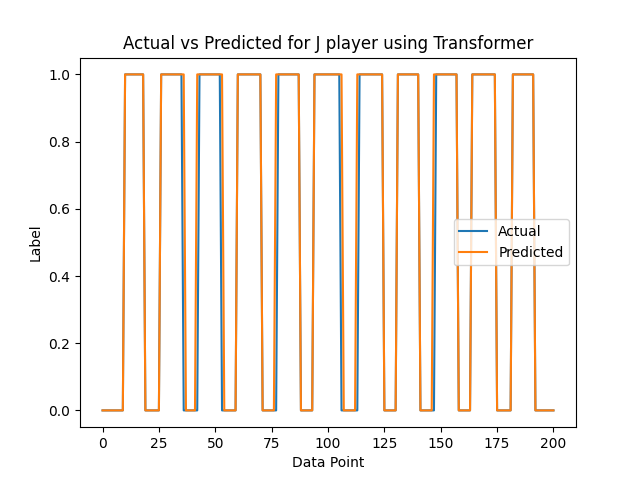 Actual vs Predicted for J player using Transformer
1.0
0.8
0.6
0.4
0.2
0.0
Label
Actual
Predicted
0 25 50 75 100 125 150 175 200
Data Point